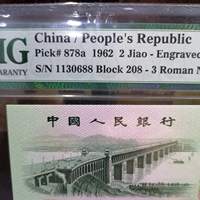 MG
ARANTY
China / People's Republic
Pick# 878a 1962 2 Jiao - Engraved
S/N 1130688 Block 208 - 3 Roman N
中國人民銀行